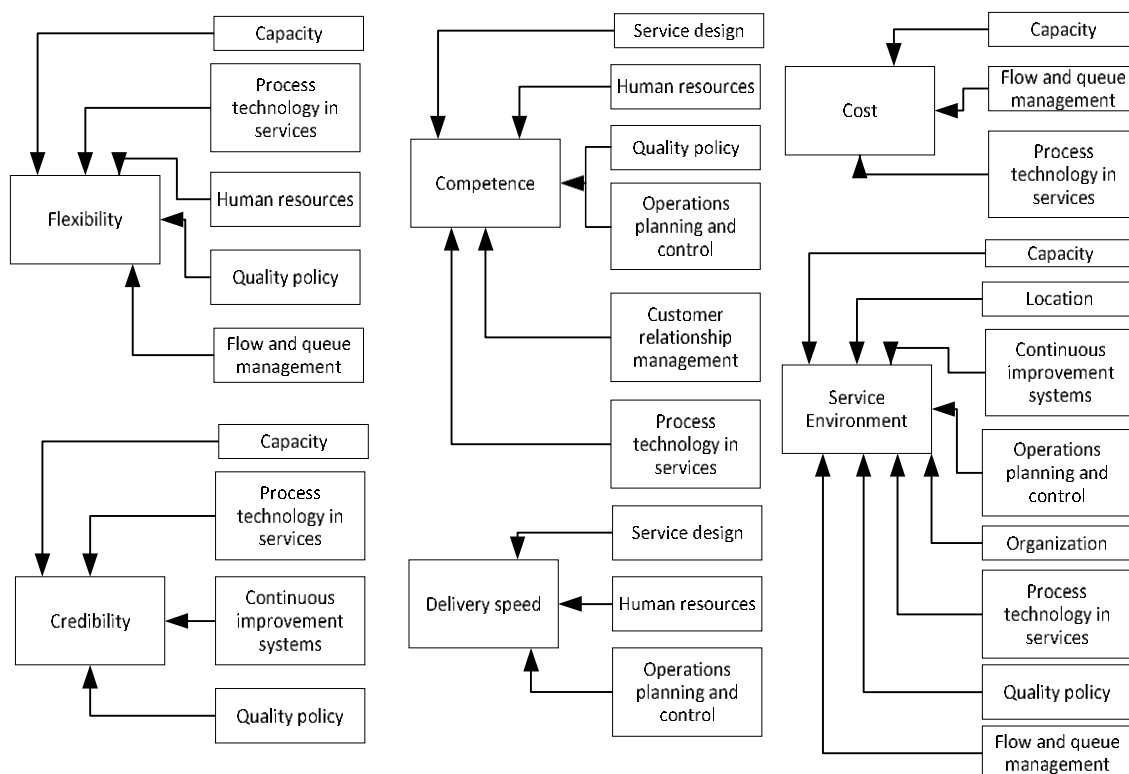 Capacity
Process
technology in
services
Human resources
Flexibility
Quality policy
Flow and queue
management
Capacity
Process
technology in
services
Continuous
improvement
systems
Credibility
Quality policy
Service design
Human resources
Quality policy
Competence
Operations
planning and
control
Customer
relationship
management
Process
technology in
services
Service design
Delivery speed
Human resources
Operations
planning and
control
Capacity
Flow and queue
management
Cost
Process
technology in
services
Capacity
Location
Continuous
improvement
systems
Service
Environment
Operations
planning and
control
Organization
Process
technology in
services
Quality policy
Flow and queue
management